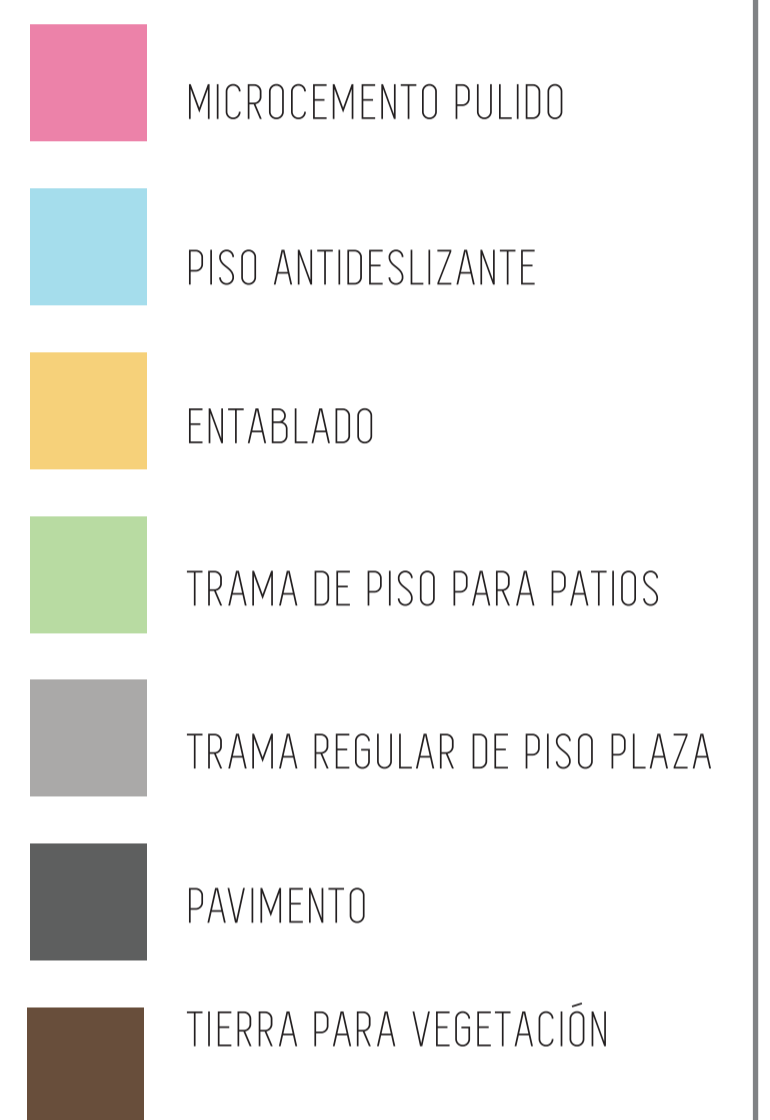 MICROCEMENTO PULIDO
PISO ANTIDESLIZANTE
ENTABLADO
TRAMA DE PISO PARA PATIOS
TRAMA REGULAR DE PISO PLAZA
PAVIMENTO
TIERRA PARA VEGETACIÓN